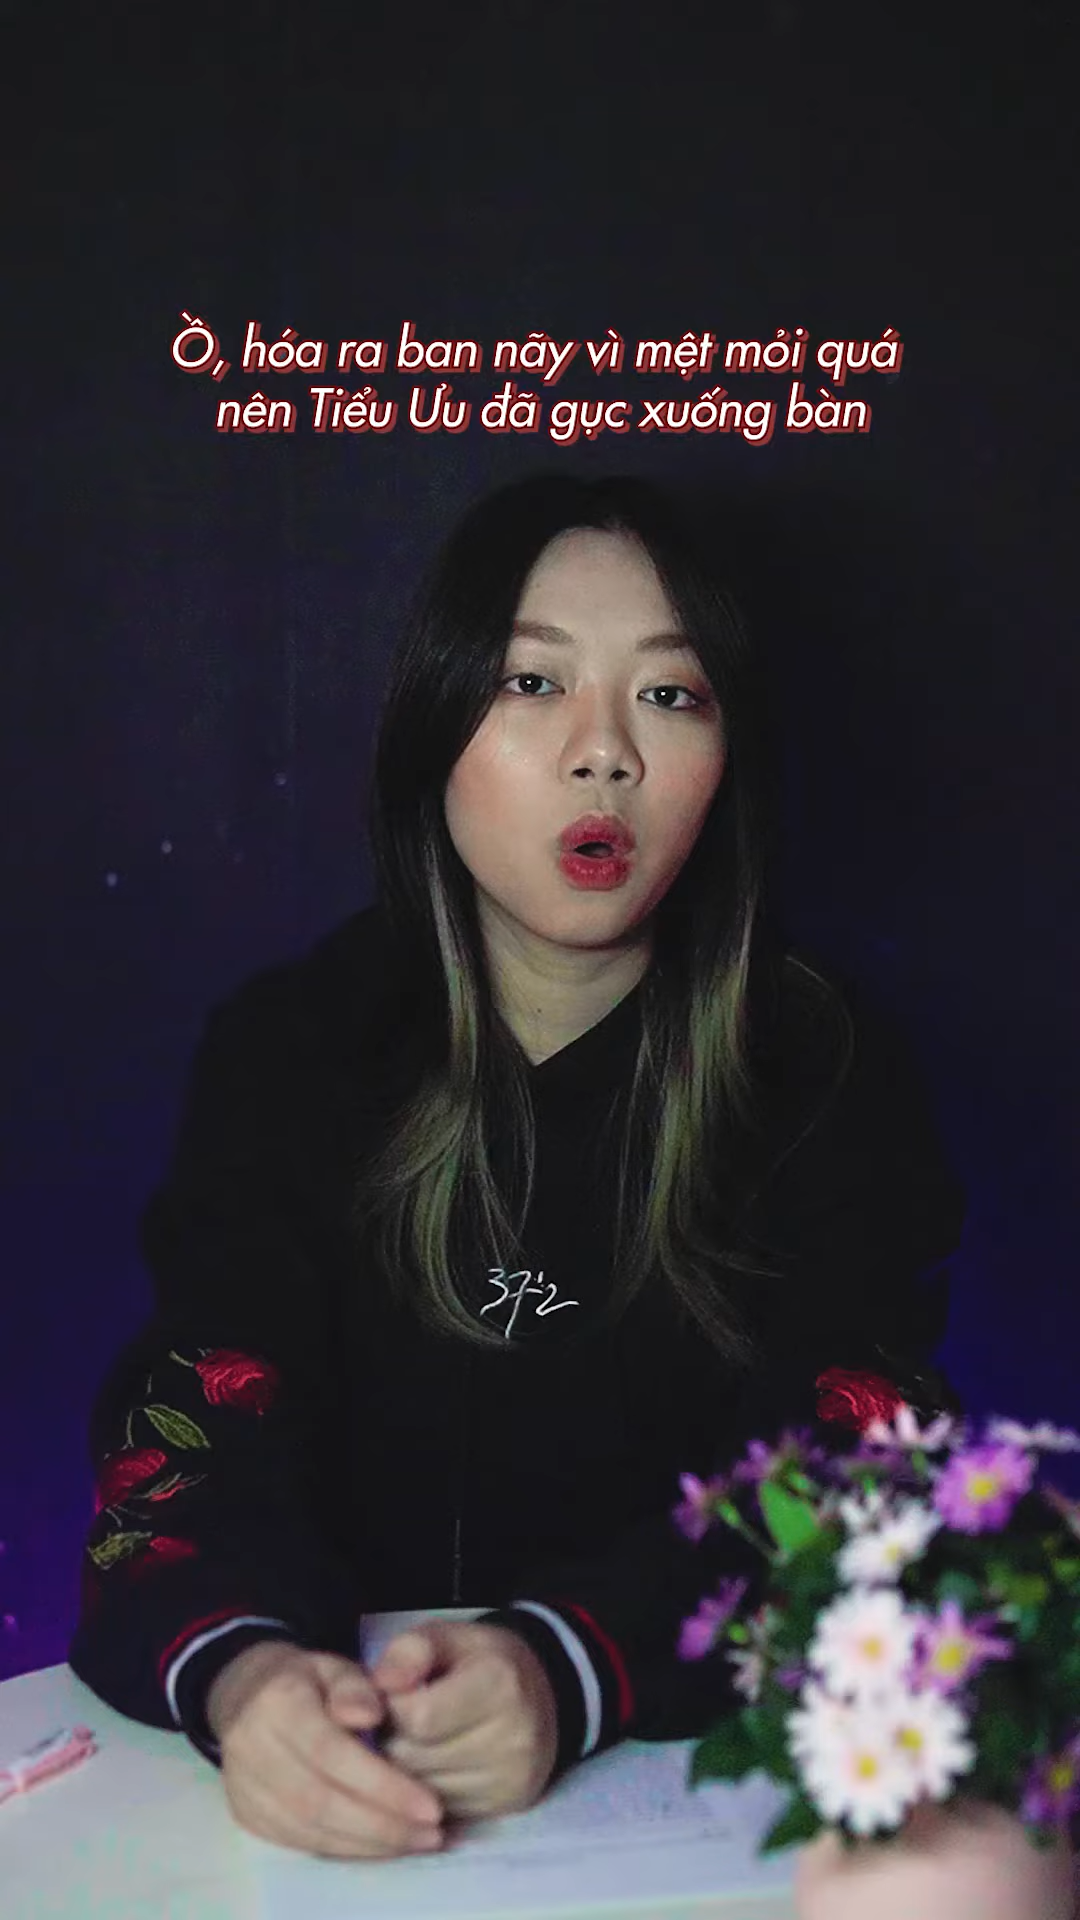 Ồ, hóa ra ban nãy vì mệt mỏi quá
nên Tiểu Ưu đã gục xuống bàn
37.2